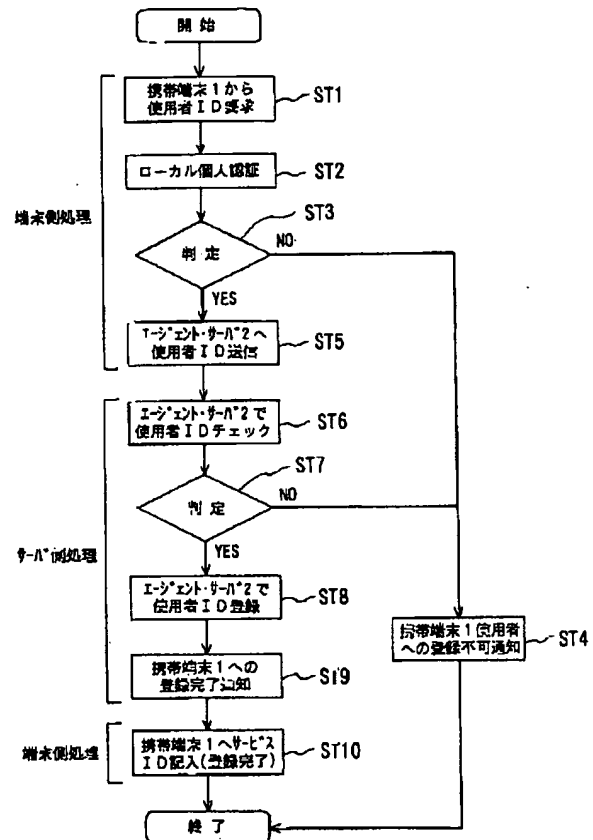 開 始
携帯端末1から
使用者ID要求
ST1
ローカル個人認証
ST2
端末側処理
ST3
判 定
NO
YES
エージェント・サーバ2へ
使用者ID送信
ST5
エージェント・サーバ2で
使用者IDチェック
ST6
ST7
判 定
NO
サーバ側処理
YES
エージェント・サーバ2で
使用者ID登録
ST8
携帯端末1使用者
への登録不可通知
ST4
携帯端末1への
登録完了通知
ST9
端末側処理
携帯端末1へサービス
ID記入(登録完了)
ST10
終 了